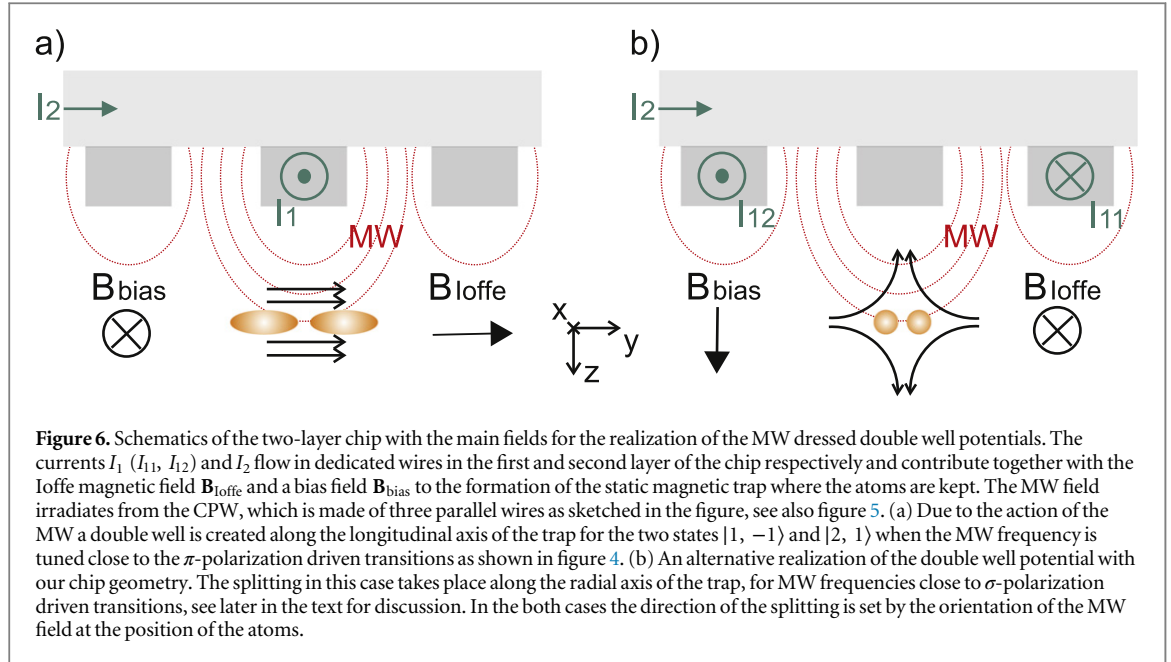 a)
b)
I2
I2
I1
I12
I11
MW
MW
Bbias
BIoffe
Bbias
BIoffe
x
y
z
Figure 6. Schematics of the two-layer chip with the main fields for the realization of the MW dressed double well potentials. The
currents I1 (I11, I12) and I2 flow in dedicated wires in the first and second layer of the chip respectively and contribute together with the
Ioffe magnetic field BIoffe and a bias field Bbias to the formation of the static magnetic trap where the atoms are kept. The MW field
irradiates from the CPW, which is made of three parallel wires as sketched in the figure, see also figure 5. (a) Due to the action of the
MW a double well is created along the longitudinal axis of the trap for the two states |1, −1⟩ and |2, 1⟩ when the MW frequency is
tuned close to the π-polarization driven transitions as shown in figure 4. (b) An alternative realization of the double well potential with
our chip geometry. The splitting in this case takes place along the radial axis of the trap, for MW frequencies close to σ-polarization
driven transitions, see later in the text for discussion. In the both cases the direction of the splitting is set by the orientation of the MW
field at the position of the atoms.